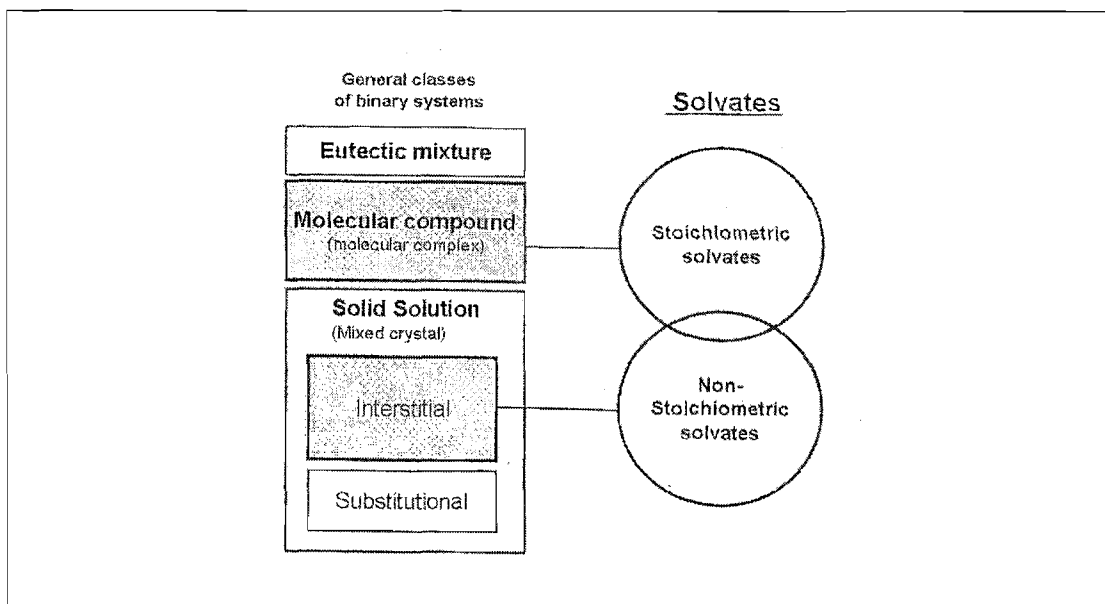 General classes
of binary systems
Solvates
Eutectic mixture
Molecular compound
(molecular complex)
Stoichiometric
solvates
Solid Solution
(Mixed crystal)
Interstitial
Substitutional
Non-
Stoichiometric
solvates